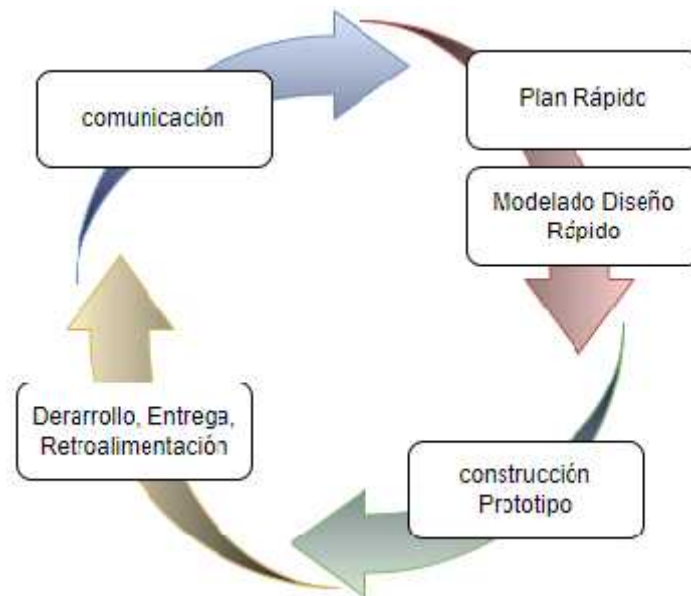 comunicación
Plan Rápido
Modelado Diseño
Rápido
construcción
Prototipo
Derarrollo, Entrega,
Retroalimentación